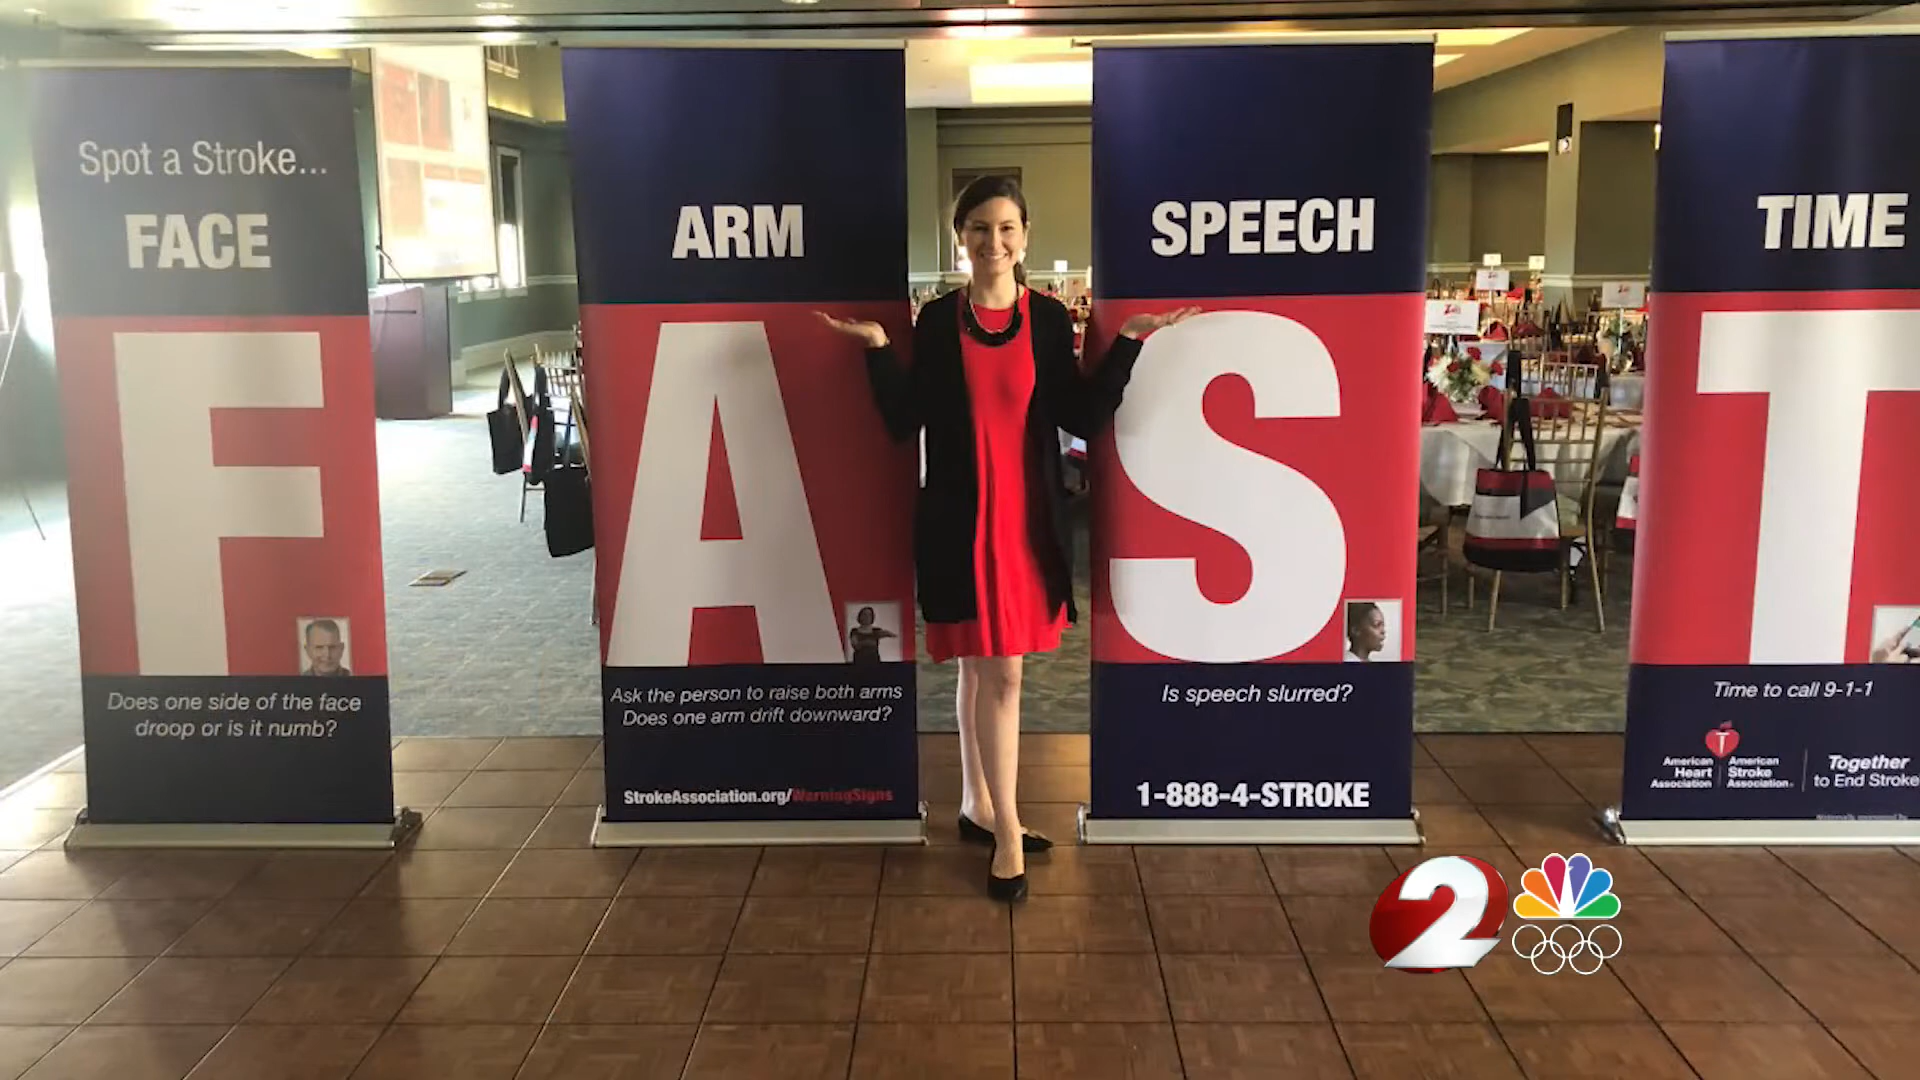 Spot a Stroke...
FACE
F
Does one side of the face
droop or is it numb?
ARM
A
Ask the person to raise both arms
Does one arm drift downward?
StrokeAssociation.org/WarningSigns
SPEECH
S
Is speech slurred?
1-888-4-STROKE
TIME
T
Time to call 9-1-1
American Heart Association
American Stroke Association
Together
to End Stroke
2